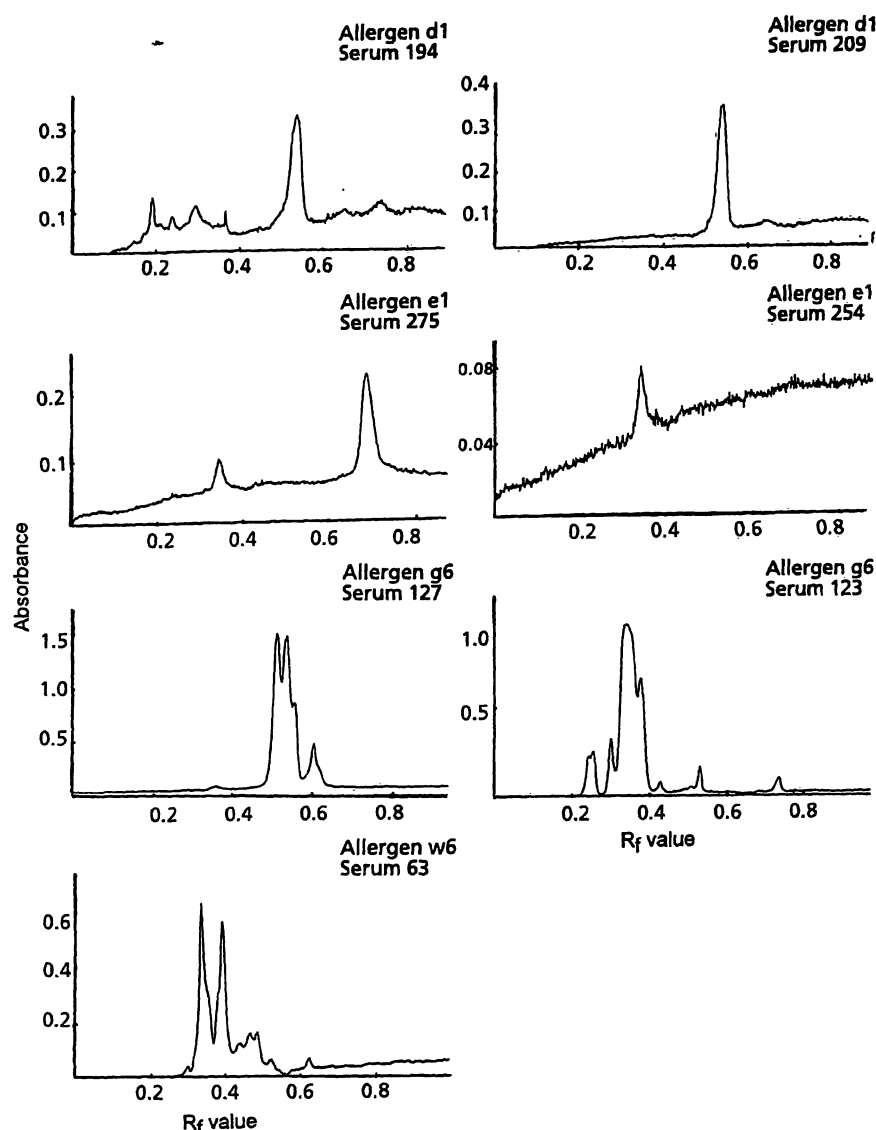 Allergen d1
Serum 194
0.3
0.2
0.1
0.2 0.4 0.6 0.8
Allergen d1
Serum 209
0.4
0.3
0.2
0.1
0.2 0.4 0.6 0.8
Allergen e1
Serum 275
0.2
0.1
0.2 0.4 0.6 0.8
Allergen e1
Serum 254
0.08
0.04
0.2 0.4 0.6 0.8
Absorbance
Allergen g6
Serum 127
1.5
1.0
0.5
0.2 0.4 0.6 0.8
Allergen g6
Serum 123
1.0
0.5
0.2 0.4 0.6 0.8
Rf value
Allergen w6
Serum 63
0.6
0.4
0.2
0.2 0.4 0.6 0.8
Rf value